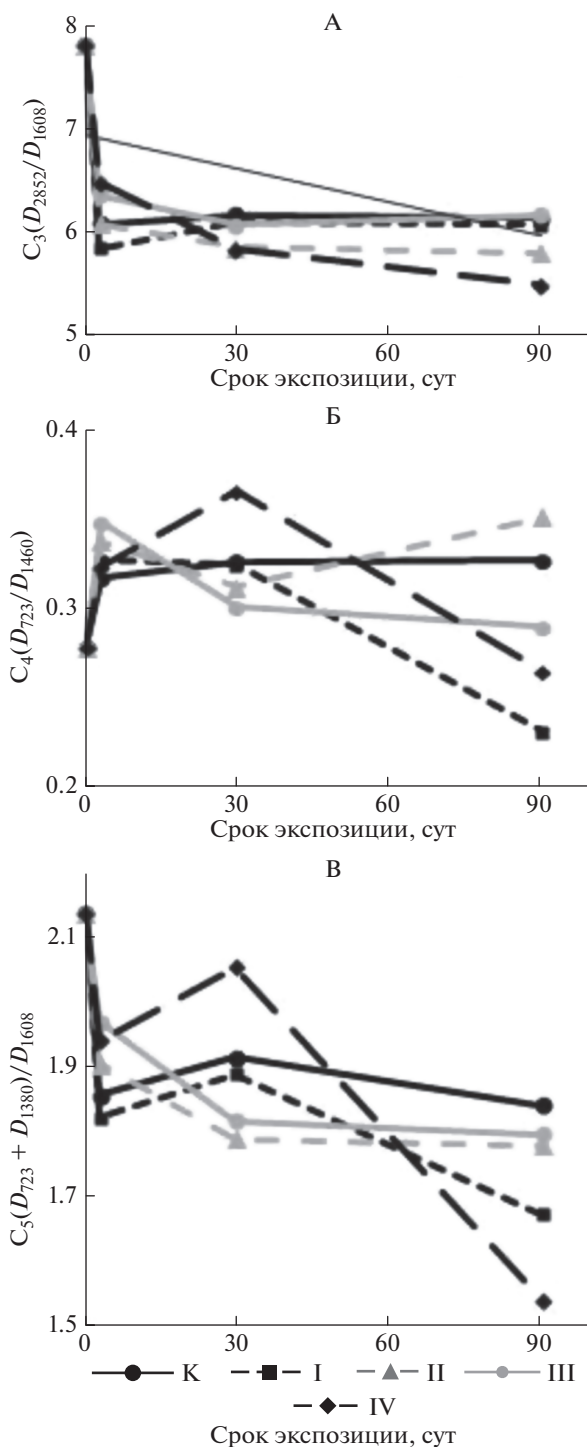 А
8
7
6
5
C₃(D₂₈₅₂/D₁₆₀₈)
0 30 60 90
Срок экспозиции, сут
Б
0.4
0.3
0.2
C₄(D₇₂₃/D₁₄₆₀)
0 30 60 90
Срок экспозиции, сут
В
2.1
1.9
1.7
1.5
C₅(D₇₂₃ + D₁₃₈₀)/D₁₆₀₈
0 30 60 90
К I II III
IV
Срок экспозиции, сут